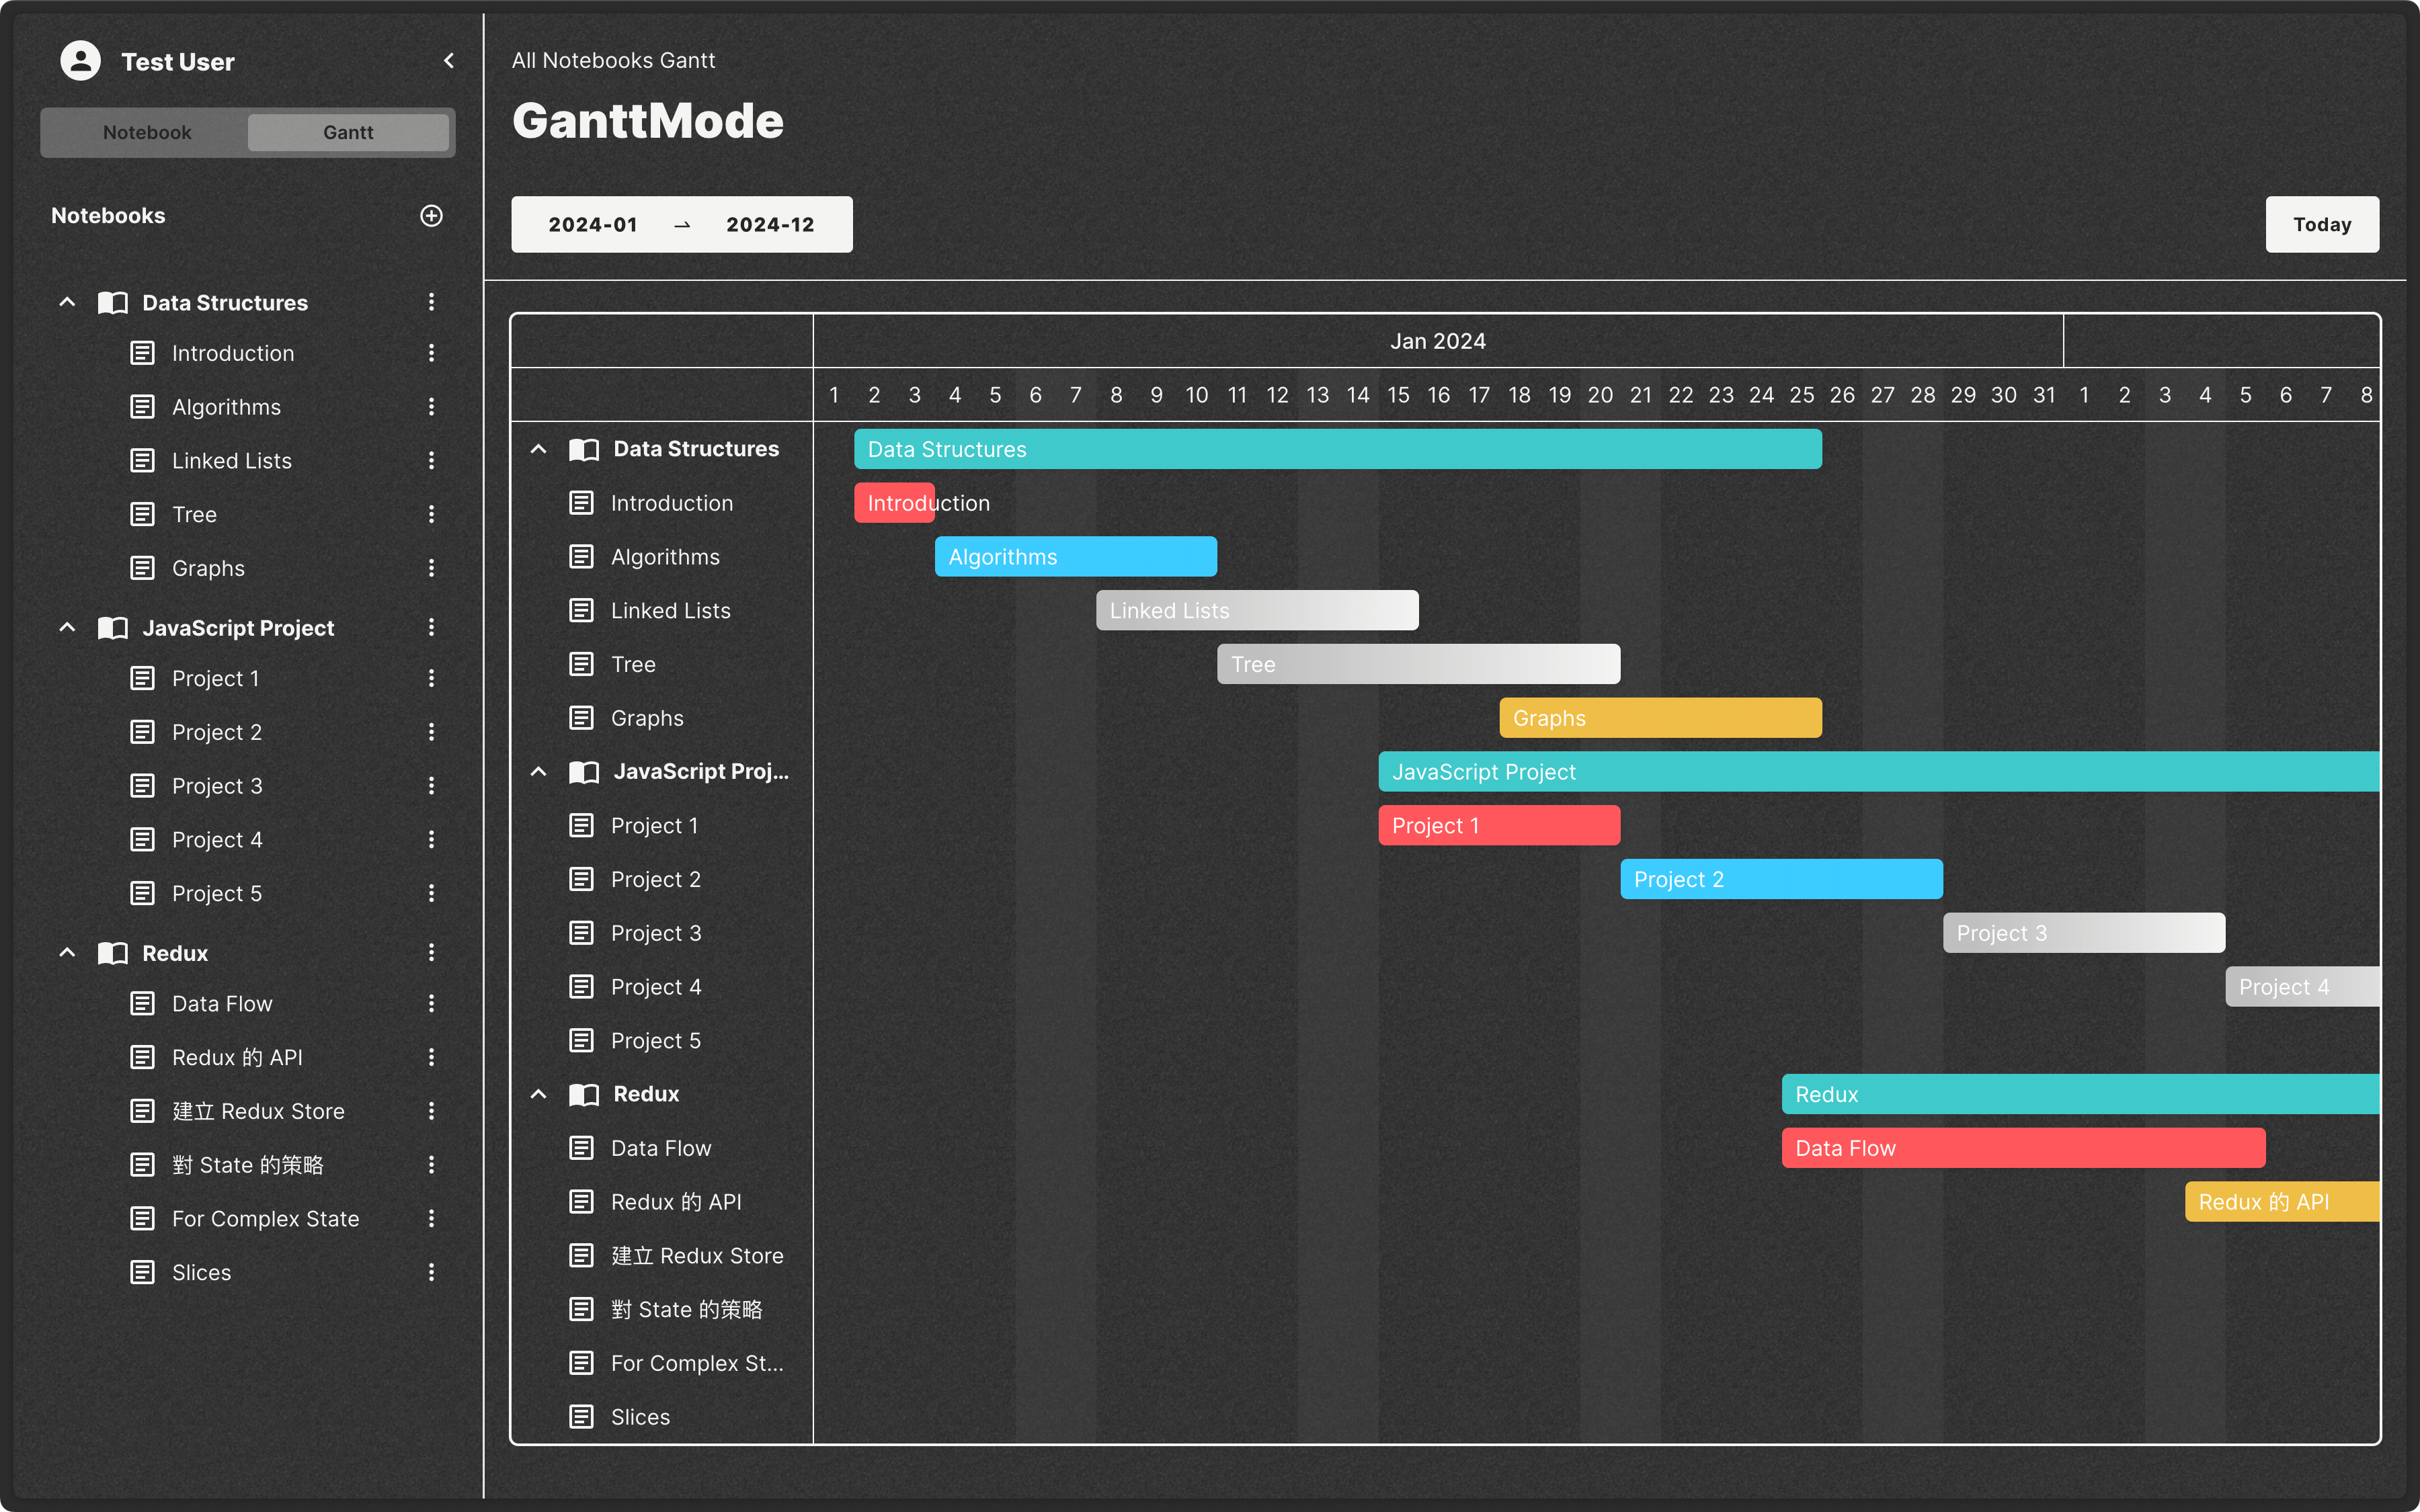 Test User
Notebook Gantt
Notebooks
Data Structures
Introduction
Algorithms
Linked Lists
Tree
Graphs
JavaScript Project
Project 1
Project 2
Project 3
Project 4
Project 5
Redux
Data Flow
Redux 的 API
建立 Redux Store
對 State 的策略
For Complex State
Slices
All Notebooks Gantt
GanttMode
2024-01 → 2024-12
Today
Jan 2024
1 2 3 4 5 6 7 8 9 10 11 12 13 14 15 16 17 18 19 20 21 22 23 24 25 26 27 28 29 30 31 1 2 3 4 5 6 7 8
Data Structures Data Structures
Introduction Introduction
Algorithms Algorithms
Linked Lists Linked Lists
Tree Tree
Graphs Graphs
JavaScript Proj... JavaScript Project
Project 1 Project 1
Project 2 Project 2
Project 3 Project 3
Project 4 Project 4
Project 5
Redux Redux
Data Flow Data Flow
Redux 的 API Redux 的 API
建立 Redux Store
對 State 的策略
For Complex St...
Slices